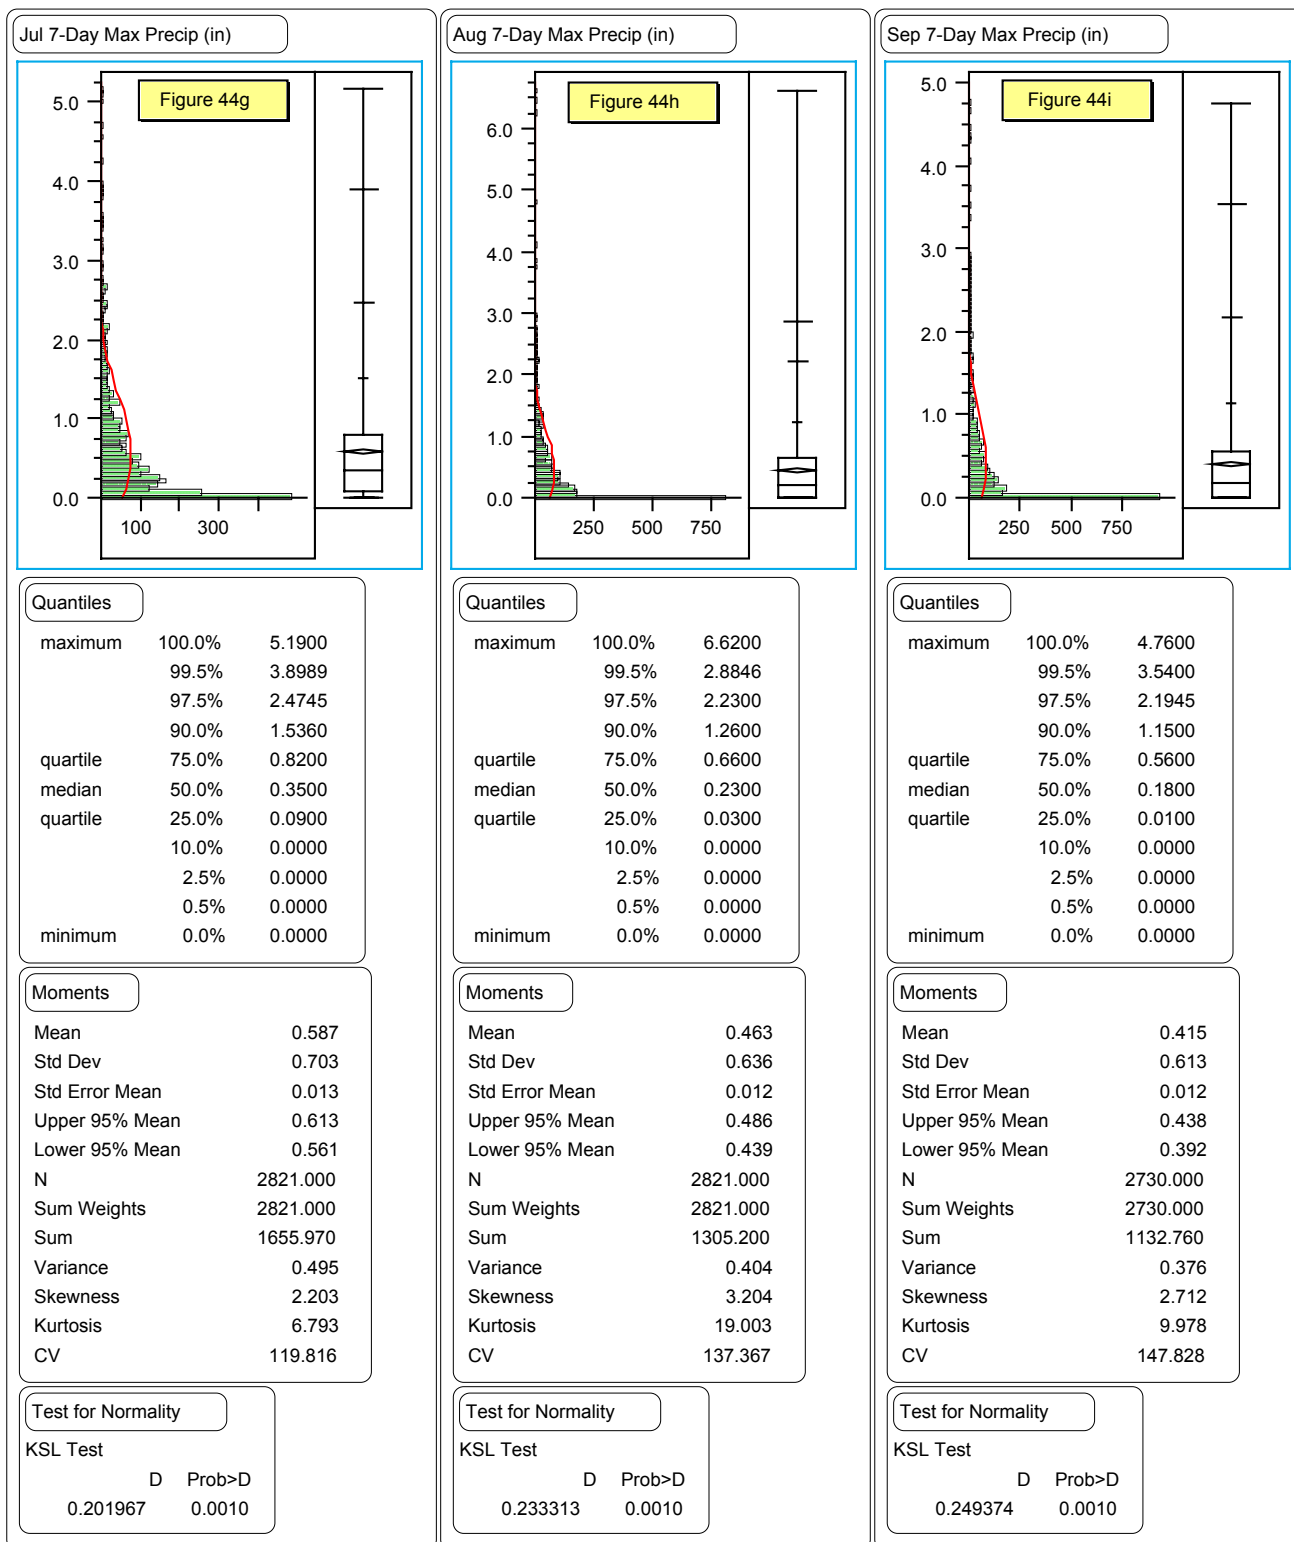 Jul 7-Day Max Precip (in)
Figure 44g
5.0
4.0
3.0
2.0
1.0
0.0
100 300
Quantiles
maximum 100.0% 5.1900
99.5% 3.8989
97.5% 2.4745
90.0% 1.5360
quartile 75.0% 0.8200
median 50.0% 0.3500
quartile 25.0% 0.0900
10.0% 0.0000
2.5% 0.0000
0.5% 0.0000
minimum 0.0% 0.0000
Moments
Mean 0.587
Std Dev 0.703
Std Error Mean 0.013
Upper 95% Mean 0.613
Lower 95% Mean 0.561
N 2821.000
Sum Weights 2821.000
Sum 1655.970
Variance 0.495
Skewness 2.203
Kurtosis 6.793
CV 119.816
Test for Normality
KSL Test
D Prob>D
0.201967 0.0010
Aug 7-Day Max Precip (in)
Figure 44h
6.0
5.0
4.0
3.0
2.0
1.0
0.0
250 500 750
Quantiles
maximum 100.0% 6.6200
99.5% 2.8846
97.5% 2.2300
90.0% 1.2600
quartile 75.0% 0.6600
median 50.0% 0.2300
quartile 25.0% 0.0300
10.0% 0.0000
2.5% 0.0000
0.5% 0.0000
minimum 0.0% 0.0000
Moments
Mean 0.463
Std Dev 0.636
Std Error Mean 0.012
Upper 95% Mean 0.486
Lower 95% Mean 0.439
N 2821.000
Sum Weights 2821.000
Sum 1305.200
Variance 0.404
Skewness 3.204
Kurtosis 19.003
CV 137.367
Test for Normality
KSL Test
D Prob>D
0.233313 0.0010
Sep 7-Day Max Precip (in)
Figure 44i
5.0
4.0
3.0
2.0
1.0
0.0
250 500 750
Quantiles
maximum 100.0% 4.7600
99.5% 3.5400
97.5% 2.1945
90.0% 1.1500
quartile 75.0% 0.5600
median 50.0% 0.1800
quartile 25.0% 0.0100
10.0% 0.0000
2.5% 0.0000
0.5% 0.0000
minimum 0.0% 0.0000
Moments
Mean 0.415
Std Dev 0.613
Std Error Mean 0.012
Upper 95% Mean 0.438
Lower 95% Mean 0.392
N 2730.000
Sum Weights 2730.000
Sum 1132.760
Variance 0.376
Skewness 2.712
Kurtosis 9.978
CV 147.828
Test for Normality
KSL Test
D Prob>D
0.249374 0.0010